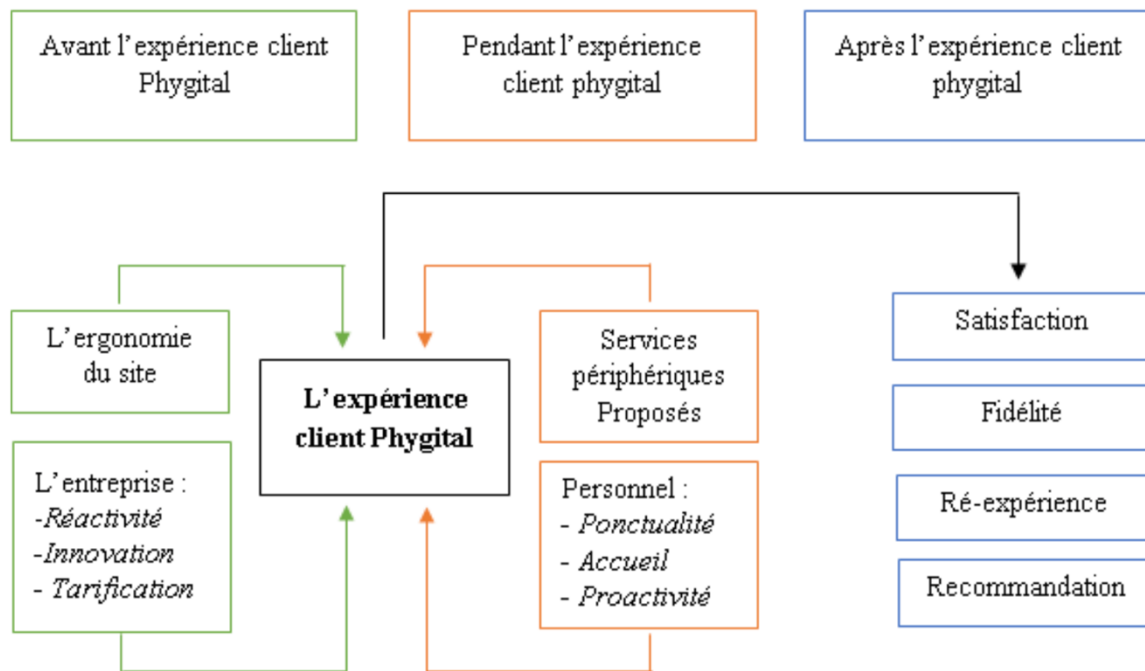 Avant l'expérience client
Phygital
Pendant l'expérience
client phygital
Après l'expérience client
phygital
L'ergonomie
du site
L'entreprise :
-Réactivité
-Innovation
- Tarification
L'expérience
client Phygital
Services
périphériques
Proposés
Personnel :
- Ponctualité
- Accueil
- Proactivité
Satisfaction
Fidélité
Ré-expérience
Recommandation